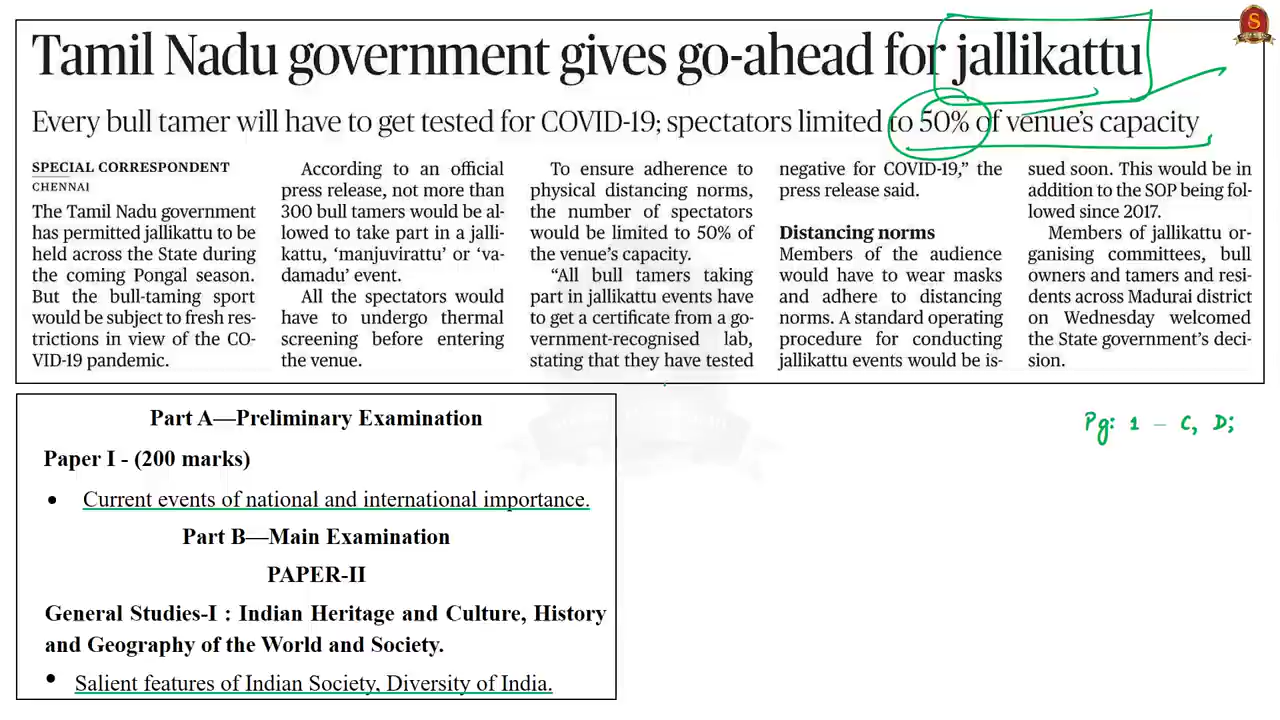 Tamil Nadu government gives go-ahead for jallikattu
Every bull tamer will have to get tested for COVID-19; spectators limited to 50% of venue's capacity
SPECIAL CORRESPONDENT
CHENNAI
The Tamil Nadu government
has permitted jallikattu to be
held across the State during
the coming Pongal season.
But the bull-taming sport
would be subject to fresh res-
trictions in view of the CO-
VID-19 pandemic.
According to an official
press release, not more than
300 bull tamers would be al-
lowed to take part in a jalli-
kattu, 'manjuvirattu' or 'va-
damadu' event.
All the spectators would
have to undergo thermal
screening before entering
the venue.
To ensure adherence to
physical distancing norms,
the number of spectators
would be limited to 50% of
the venue's capacity.
"All bull tamers taking
part in jallikattu events have
to get a certificate from a go-
vernment-recognised lab,
stating that they have tested
negative for COVID-19," the
press release said.
Distancing norms
Members of the audience
would have to wear masks
and adhere to distancing
norms. A standard operating
procedure for conducting
jallikattu events would be is-
sued soon. This would be in
addition to the SOP being fol-
lowed since 2017.
Members of jallikattu or-
ganising committees, bull
owners and tamers and resi-
dents across Madurai district
on Wednesday welcomed
the State government's deci-
sion.
Part A—Preliminary Examination
Paper I - (200 marks)
• Current events of national and international importance.
Part B—Main Examination
PAPER-II
General Studies-I : Indian Heritage and Culture, History
and Geography of the World and Society.
• Salient features of Indian Society, Diversity of India.
Pg: 1 – C, D;
S